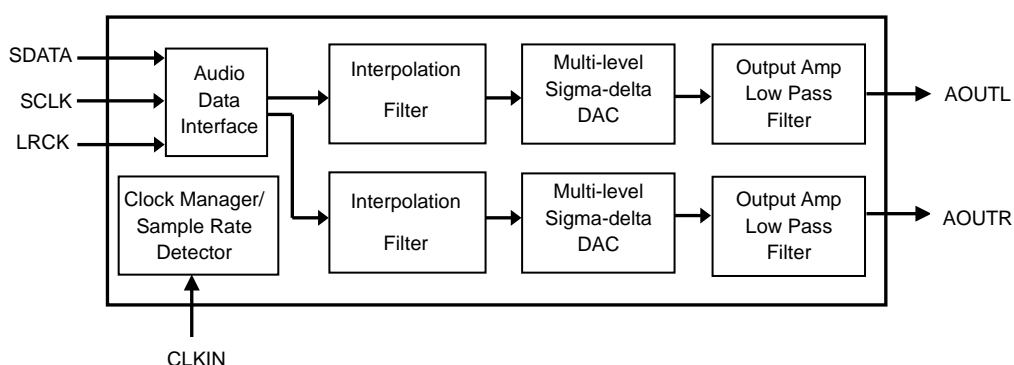 SDATA
SCLK
LRCK
Audio
Data
Interface
Interpolation
Filter
Multi-level
Sigma-delta
DAC
Output Amp
Low Pass
Filter
AOUTL
Clock Manager/
Sample Rate
Detector
Interpolation
Filter
Multi-level
Sigma-delta
DAC
Output Amp
Low Pass
Filter
AOUTR
CLKIN